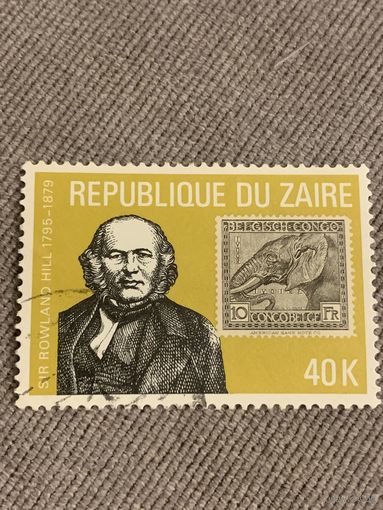 REPUBLIQUE DU ZAIRE
SIR ROWLAND HILL 1795-1879
BELGISCH-CONGO
10
FR
CONGO BELGE
AMERICAN BANK NOTE CO.
40K